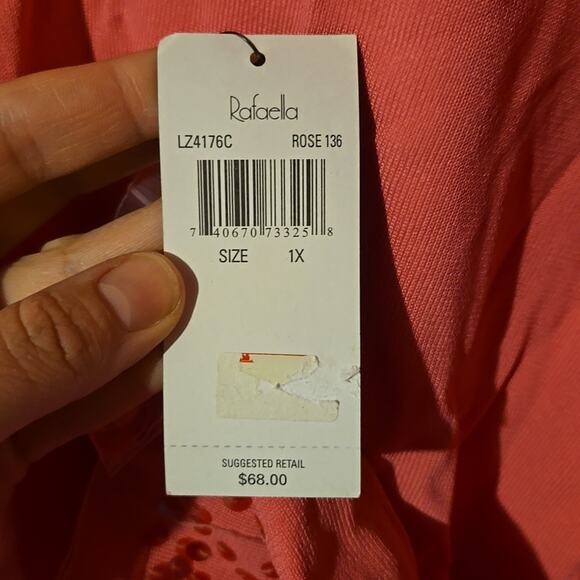 Rafaella
LZ4176C ROSE 136
7 40670 73325 8
SIZE 1X
SUGGESTED RETAIL
$68.00